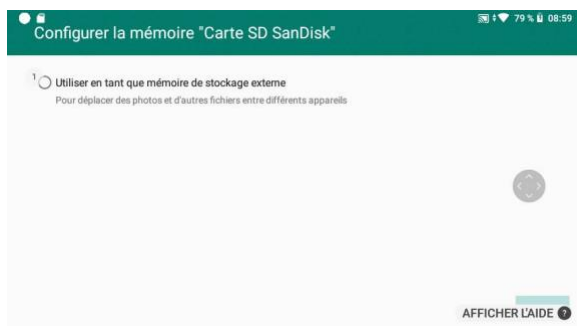 79 % 08:59
Configurer la mémoire "Carte SD SanDisk"
1 Utiliser en tant que mémoire de stockage externe
Pour déplacer des photos et d'autres fichiers entre différents appareils
AFFICHER L'AIDE ?